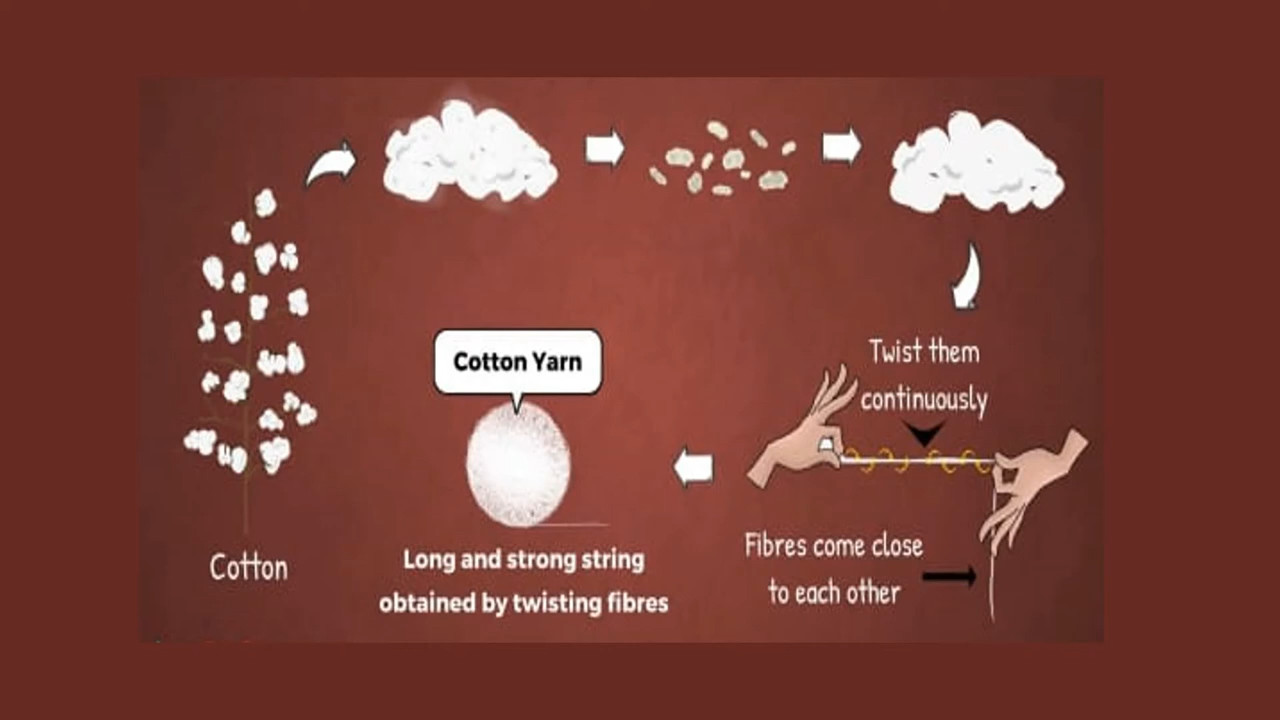 Twist them
continuously
Cotton Yarn
Fibres come close
to each other
Cotton
Long and strong string
obtained by twisting fibres